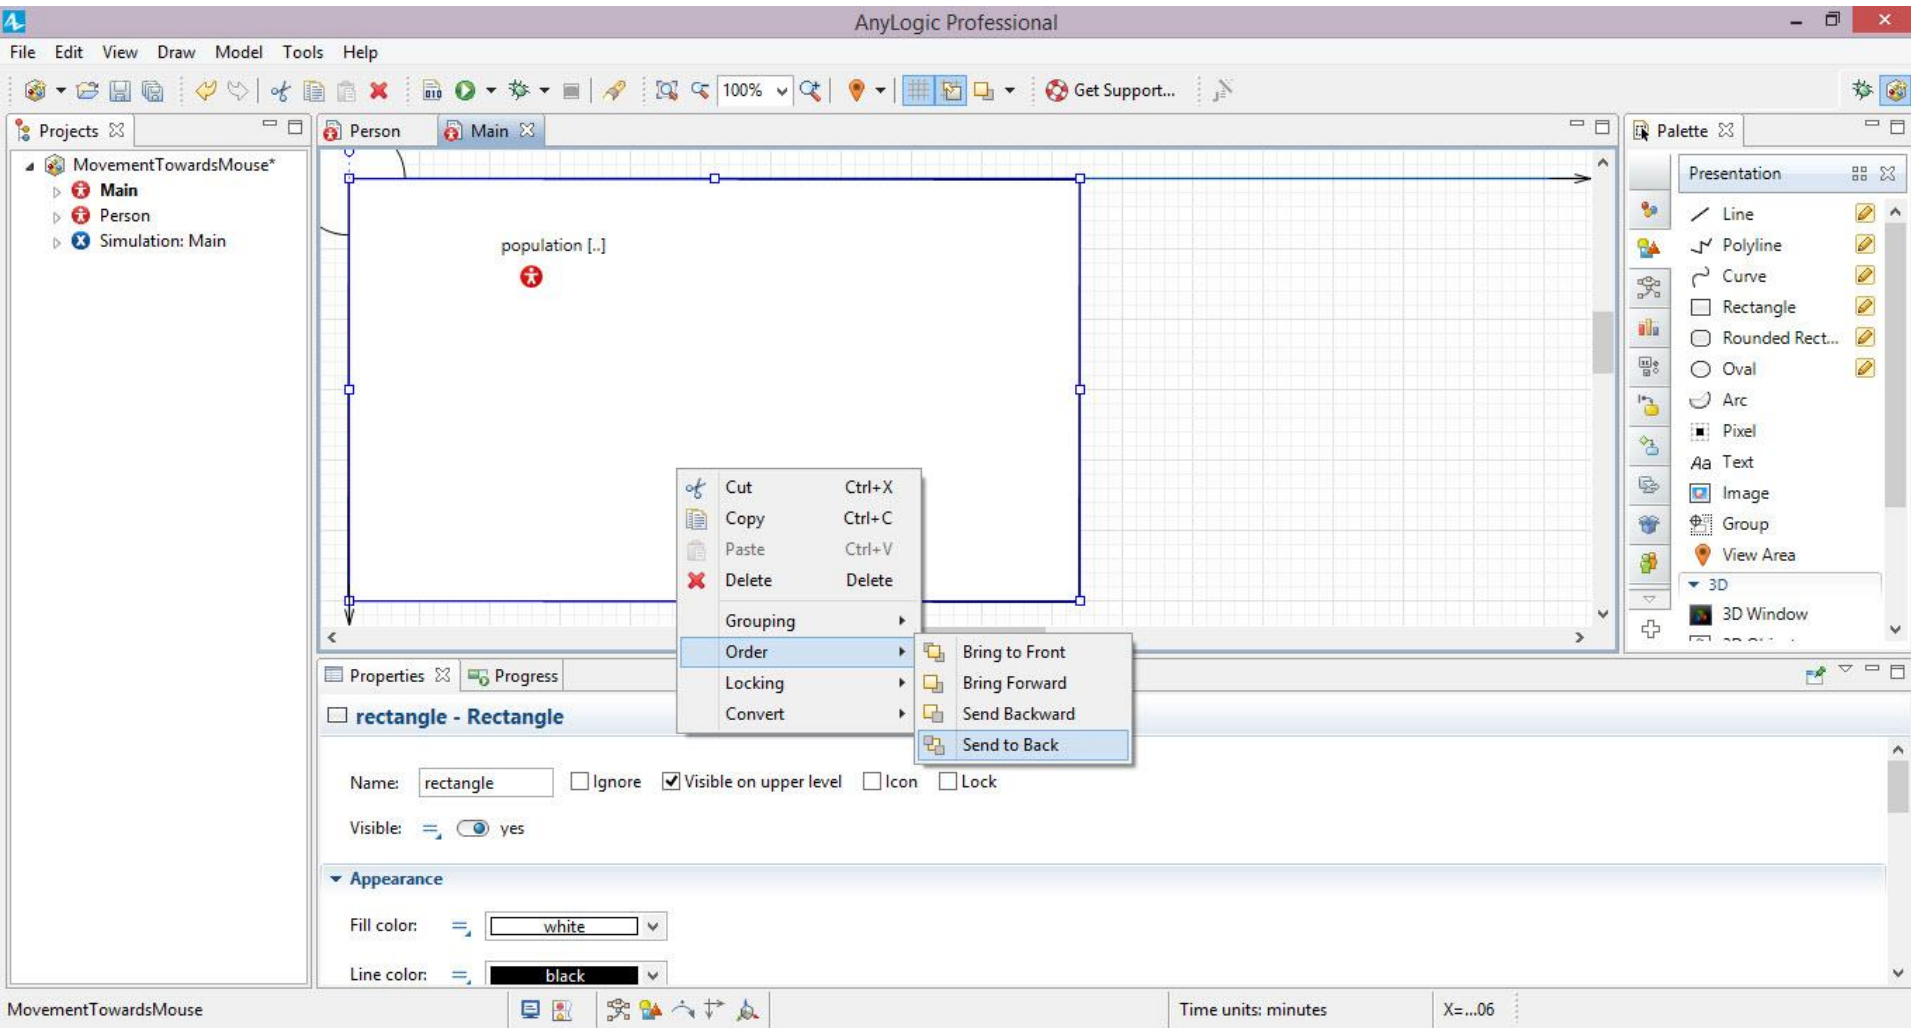 AnyLogic Professional
File Edit View Draw Model Tools Help
100% Get Support...
Projects
MovementTowardsMouse*
Main
Person
Simulation: Main
Person Main
population [..]
Cut Ctrl+X
Copy Ctrl+C
Paste Ctrl+V
Delete Delete
Grouping
Order
Locking
Convert
Bring to Front
Bring Forward
Send Backward
Send to Back
Palette
Presentation
Line
Polyline
Curve
Rectangle
Rounded Rect...
Oval
Arc
Pixel
Aa Text
Image
Group
View Area
3D
3D Window
Properties Progress
rectangle - Rectangle
Name: rectangle Ignore Visible on upper level Icon Lock
Visible: yes
Appearance
Fill color: white
Line color: black
MovementTowardsMouse Time units: minutes X=...06